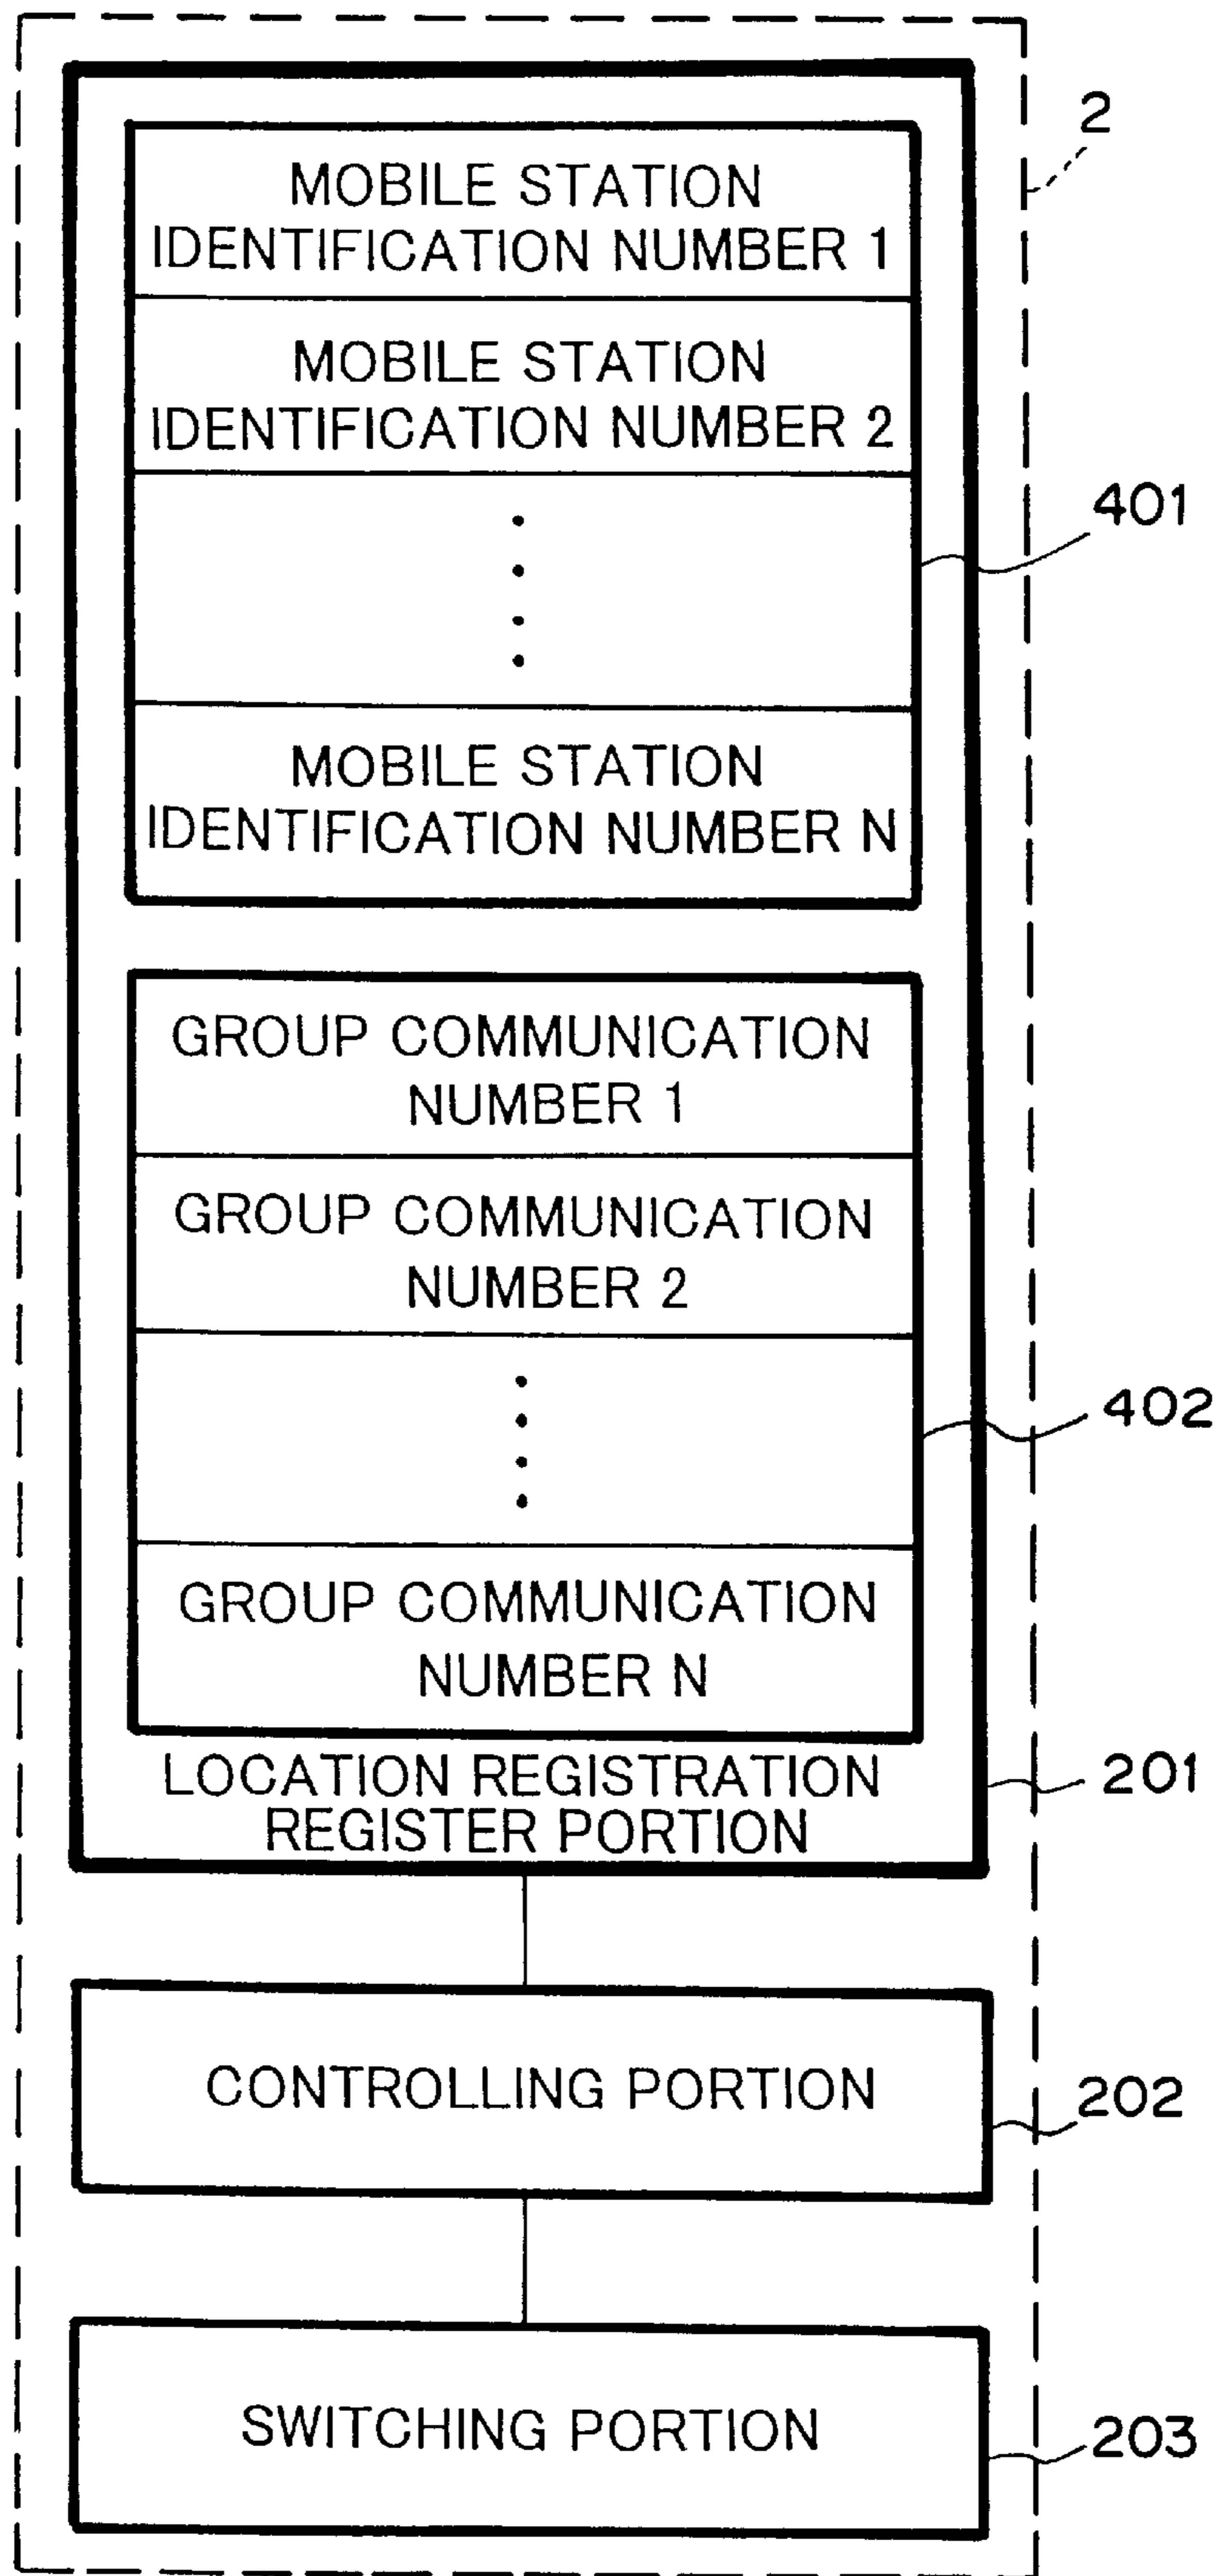 2
MOBILE STATION
IDENTIFICATION NUMBER 1
MOBILE STATION
IDENTIFICATION NUMBER 2
401
MOBILE STATION
IDENTIFICATION NUMBER N
GROUP COMMUNICATION
NUMBER 1
GROUP COMMUNICATION
NUMBER 2
402
GROUP COMMUNICATION
NUMBER N
LOCATION REGISTRATION
REGISTER PORTION
201
CONTROLLING PORTION
202
SWITCHING PORTION
203